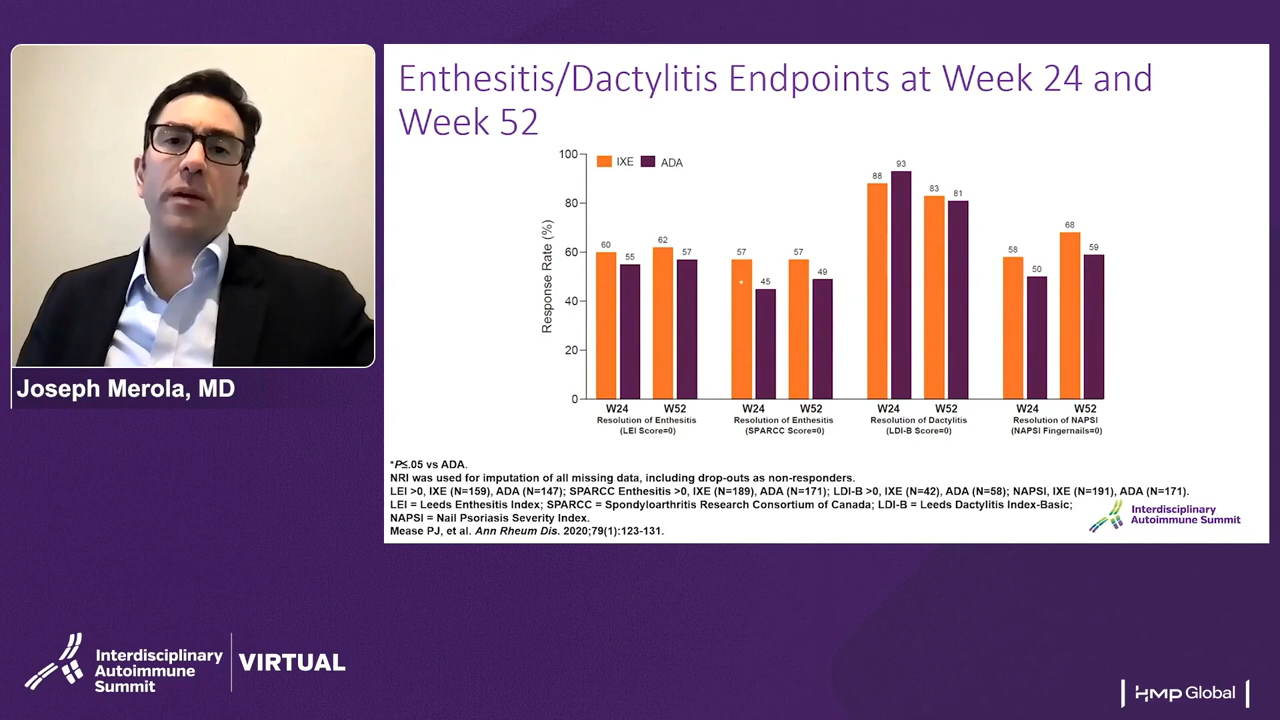 Enthesitis/Dactylitis Endpoints at Week 24 and
Week 52
100
80
60
40
20
0
Response Rate (%)
IXE
ADA
60
55
62
57
57
*
45
57
49
88
93
83
81
58
50
68
59
W24 W52
Resolution of Enthesitis
(LEI Score=0)
W24 W52
Resolution of Enthesitis
(SPARCC Score=0)
W24 W52
Resolution of Dactylitis
(LDI-B Score=0)
W24 W52
Resolution of NAPSI
(NAPSI Fingernails=0)
*P≤.05 vs ADA.
NRI was used for imputation of all missing data, including drop-outs as non-responders.
LEI >0, IXE (N=159), ADA (N=147); SPARCC Enthesitis >0, IXE (N=189), ADA (N=171); LDI-B >0, IXE (N=42), ADA (N=58); NAPSI, IXE (N=191), ADA (N=171).
LEI = Leeds Enthesitis Index; SPARCC = Spondyloarthritis Research Consortium of Canada; LDI-B = Leeds Dactylitis Index-Basic;
NAPSI = Nail Psoriasis Severity Index.
Mease PJ, et al. Ann Rheum Dis. 2020;79(1):123-131.
Interdisciplinary
Autoimmune Summit
Joseph Merola, MD
Interdisciplinary
Autoimmune
Summit
VIRTUAL
HMP Global